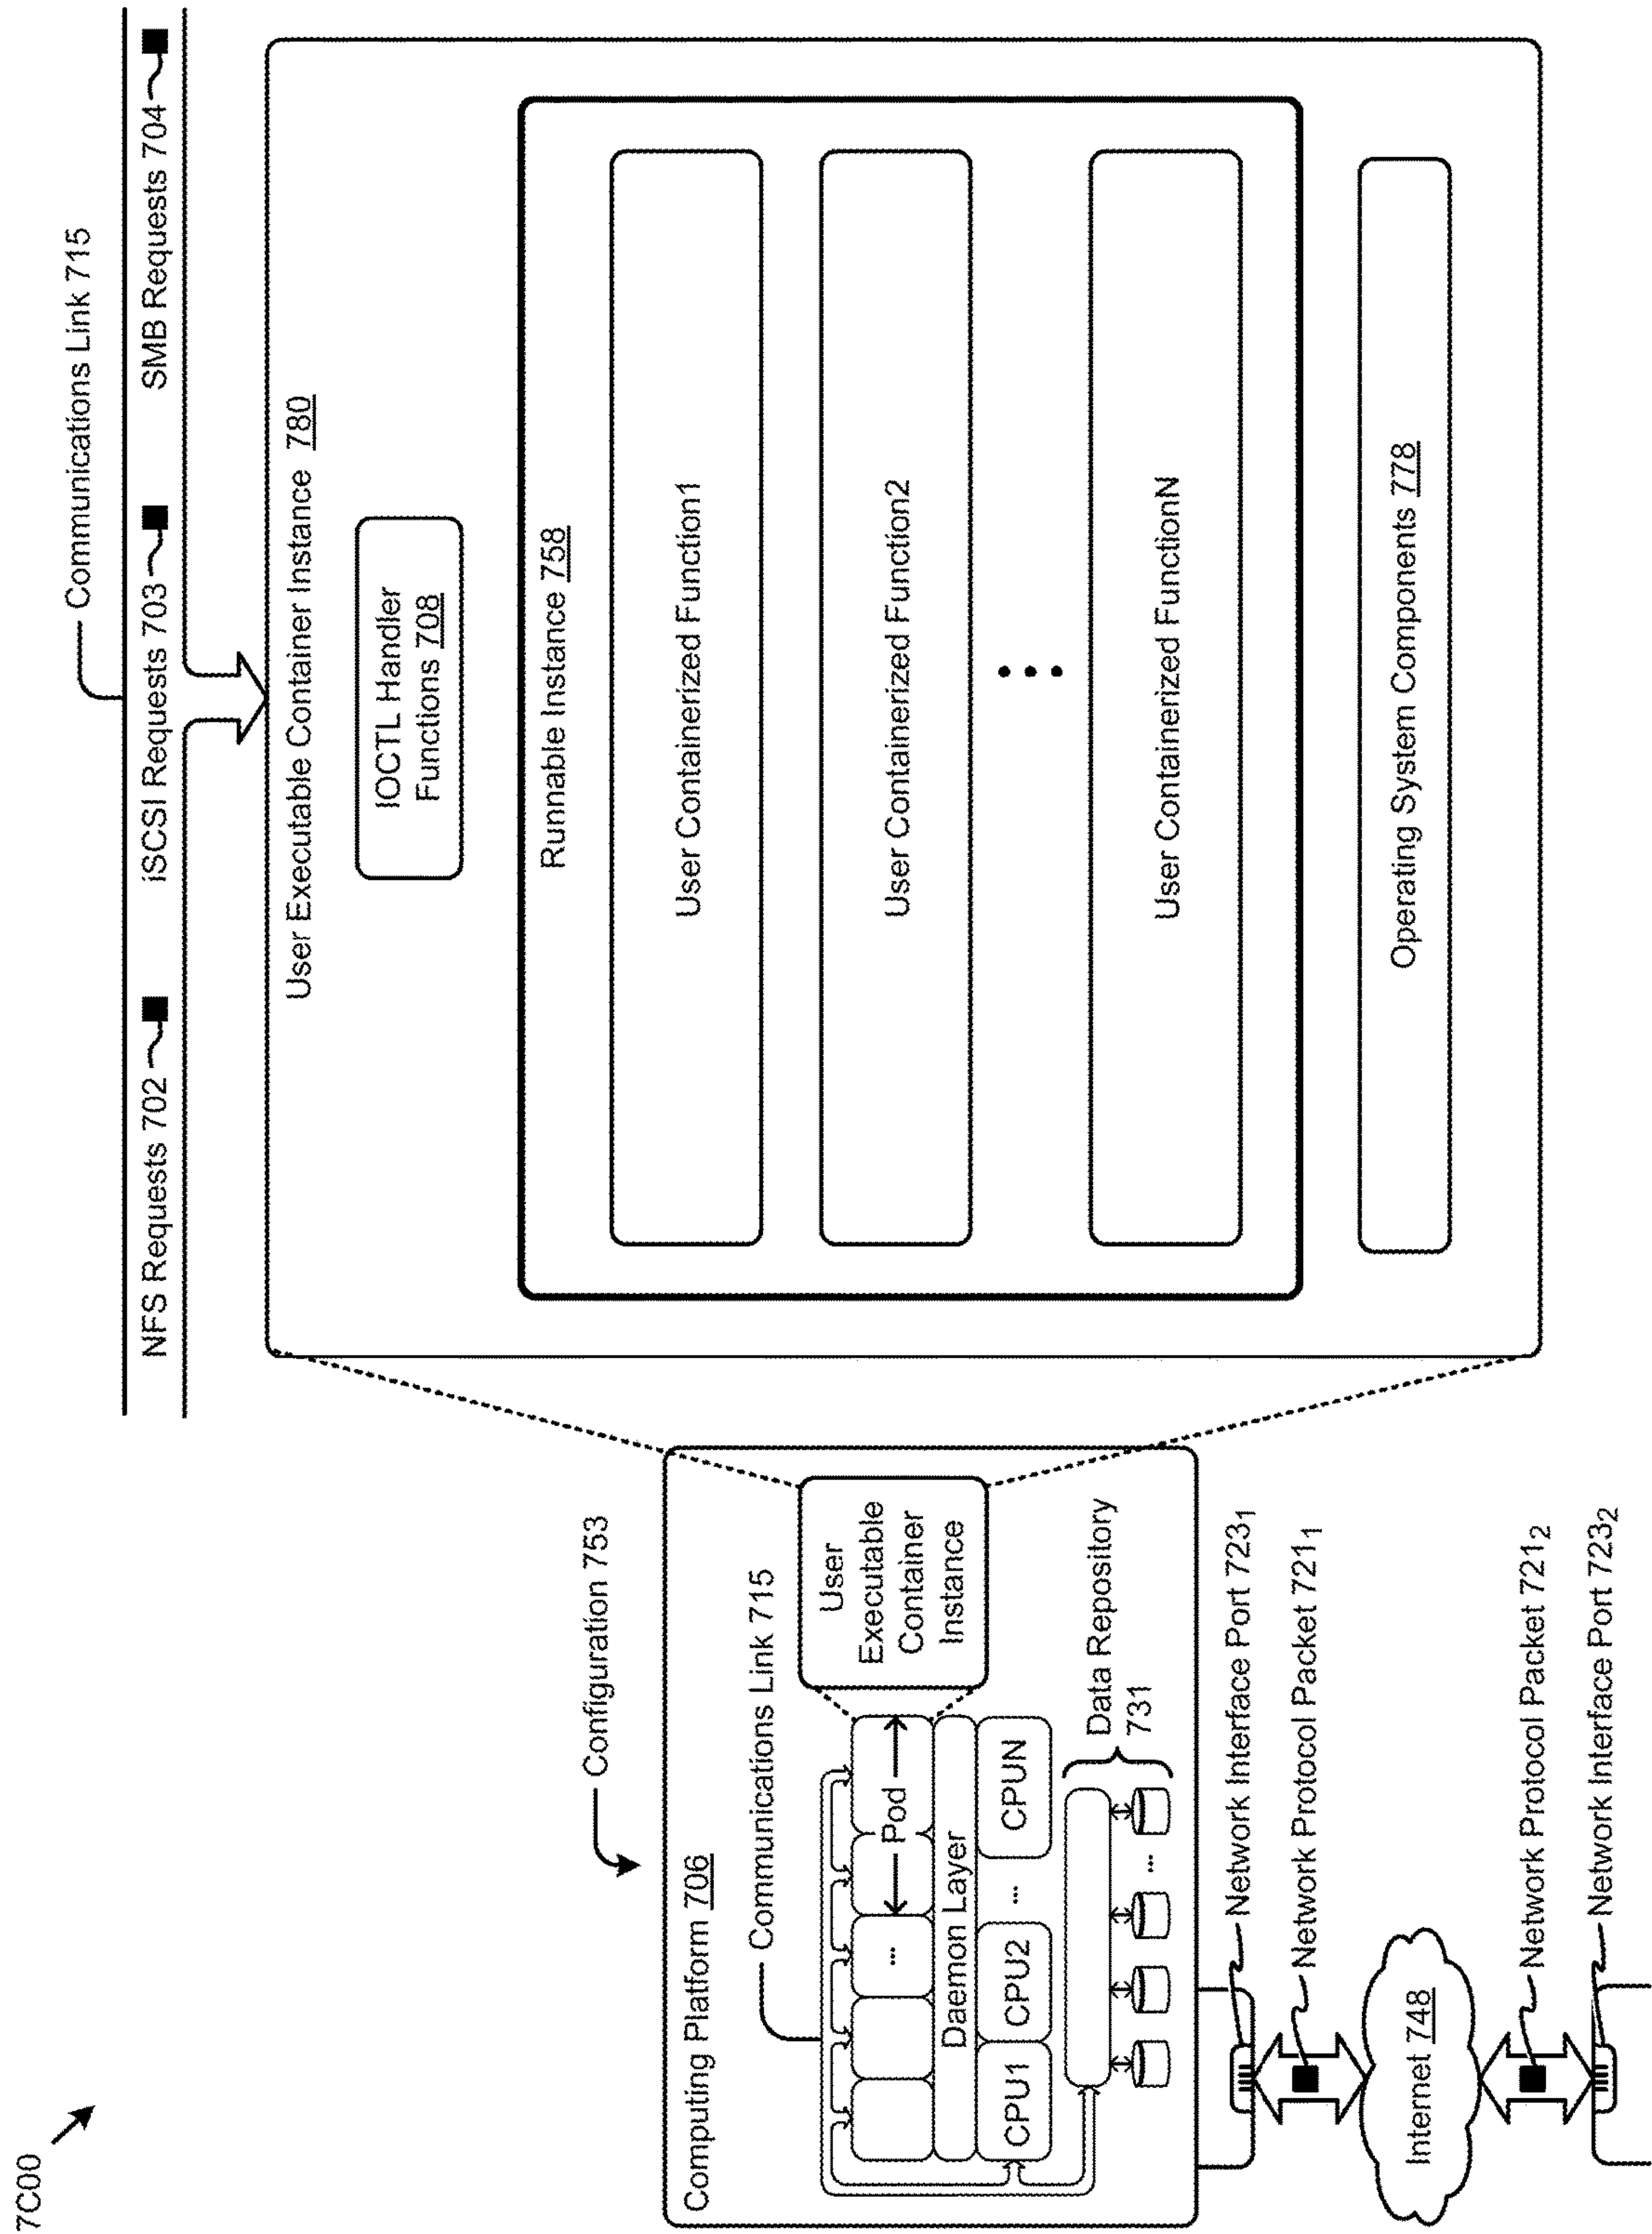 7C00
Communications Link 715
NFS Requests 702
iSCSI Requests 703
SMB Requests 704
User Executable Container Instance 780
IOCTL Handler
Functions 708
Runnable Instance 758
User Containerized Function1
User Containerized Function2
•••
User Containerized FunctionN
Operating System Components 778
Configuration 753
Computing Platform 706
Communications Link 715
User
Executable
Container
Instance
...
Pod
Daemon Layer
CPU1
CPU2
...
CPUN
Data Repository
731
...
Network Interface Port 723₁
Network Protocol Packet 721₁
Internet 748
Network Protocol Packet 721₂
Network Interface Port 723₂